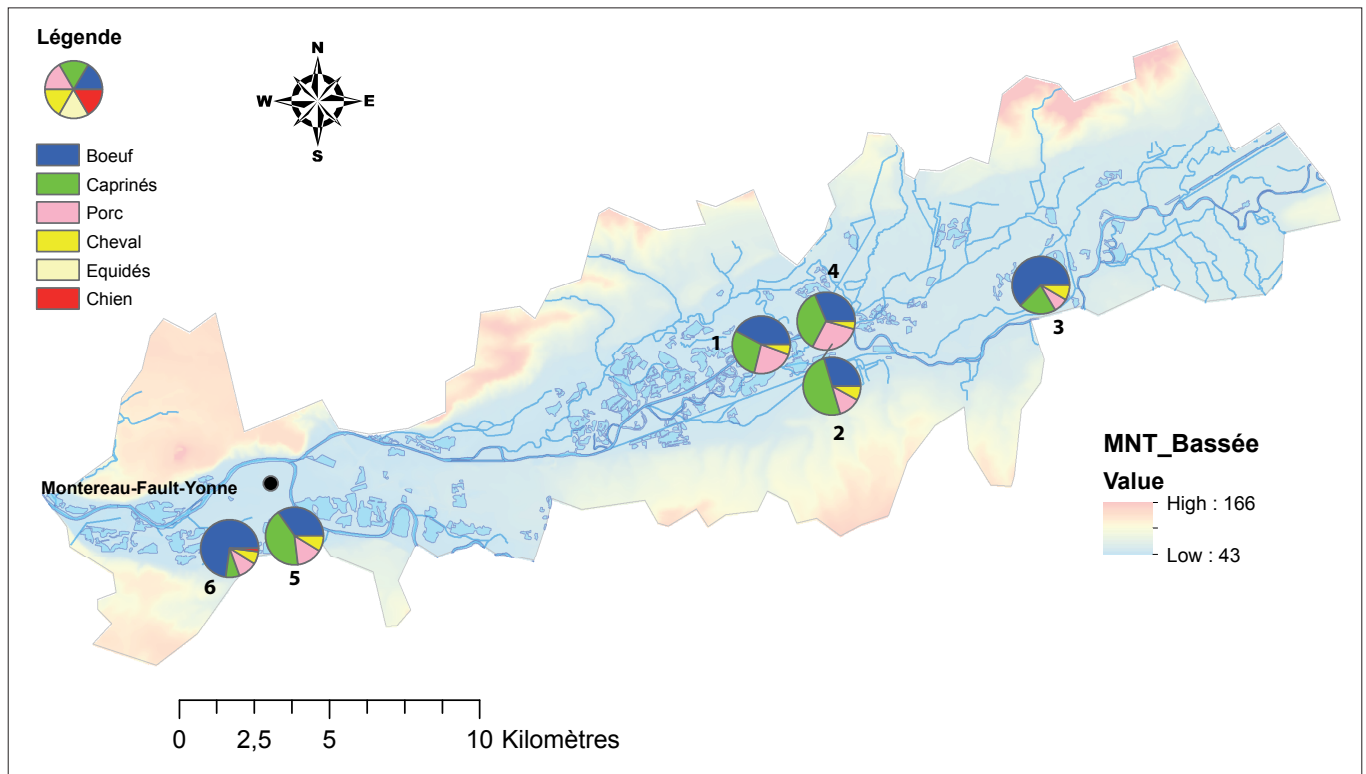 Légende
N
W
E
S
Boeuf
Caprinés
Porc
Cheval
Equidés
Chien
4
1
3
2
MNT_Bassée
Value
High : 166
Low : 43
Montereau-Fault-Yonne
6
5
0 2,5 5 10 Kilomètres